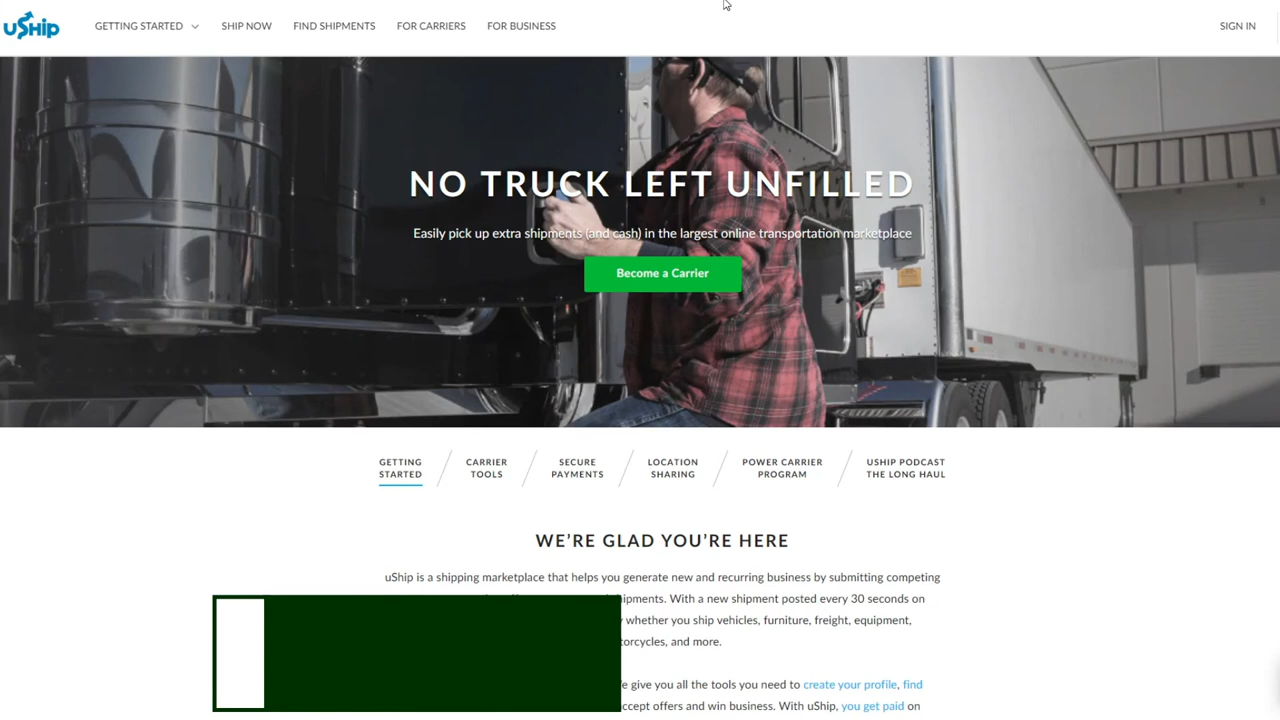 uShip
GETTING STARTED
SHIP NOW
FIND SHIPMENTS
FOR CARRIERS
FOR BUSINESS
SIGN IN
NO TRUCK LEFT UNFILLED
Easily pick up extra shipments (and cash) in the largest online transportation marketplace
Become a Carrier
GETTING
STARTED
CARRIER
TOOLS
SECURE
PAYMENTS
LOCATION
SHARING
POWER CARRIER
PROGRAM
USHIP PODCAST
THE LONG HAUL
WE'RE GLAD YOU'RE HERE
uShip is a shipping marketplace that helps you generate new and recurring business by submitting competing
With a new shipment posted every 30 seconds on
whether you ship vehicles, furniture, freight, equipment,
and more.
give you all the tools you need to create your profile, find
accept offers and win business. With uShip, you get paid on